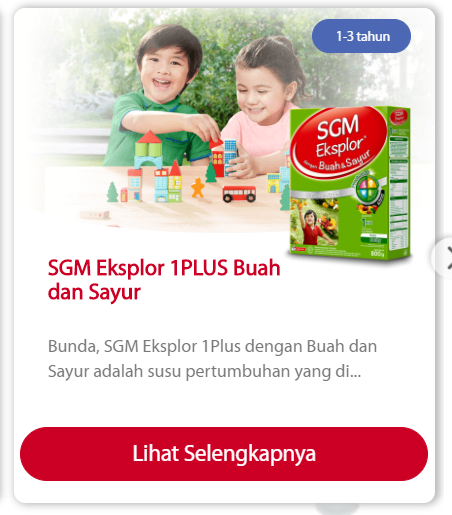 1-3 tahun
SGM
Eksplor
dengan Buah & Sayur
SGM Eksplor 1PLUS Buah
dan Sayur
Bunda, SGM Eksplor 1Plus dengan Buah dan
Sayur adalah susu pertumbuhan yang di...
Lihat Selengkapnya